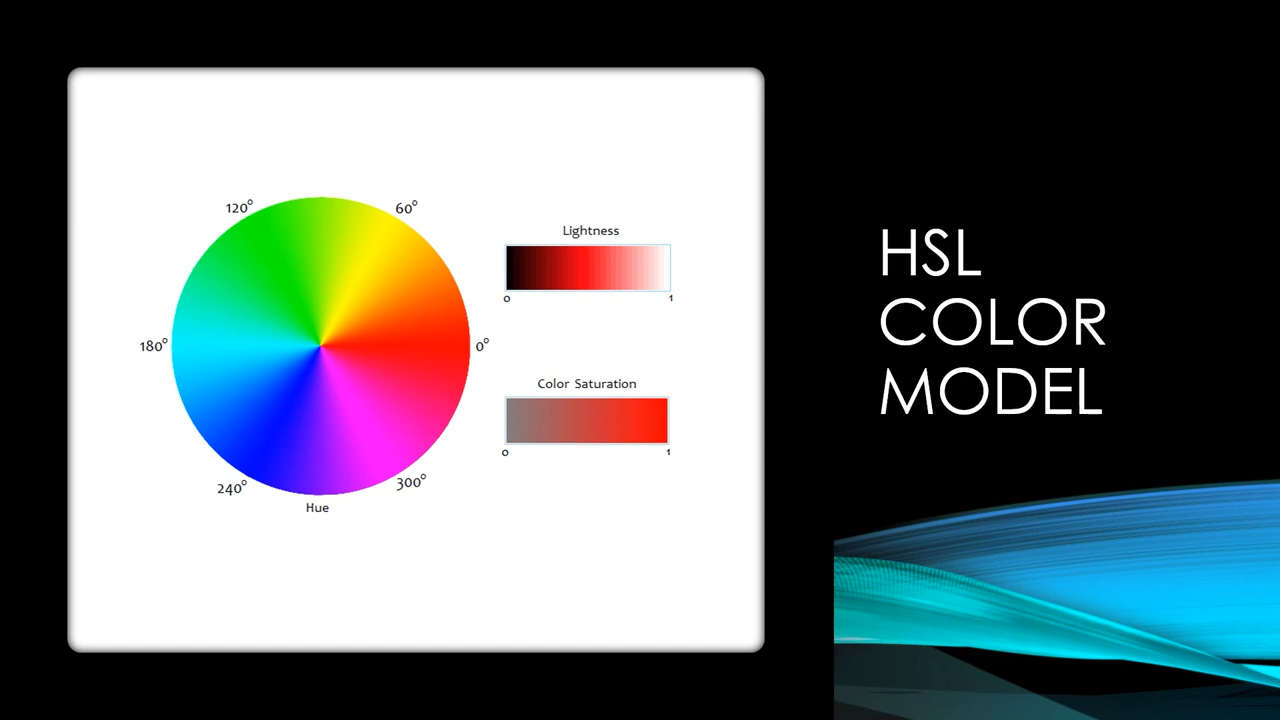 120°
60°
180°
0°
240°
300°
Hue
Lightness
0 1
Color Saturation
0 1
HSL
COLOR
MODEL